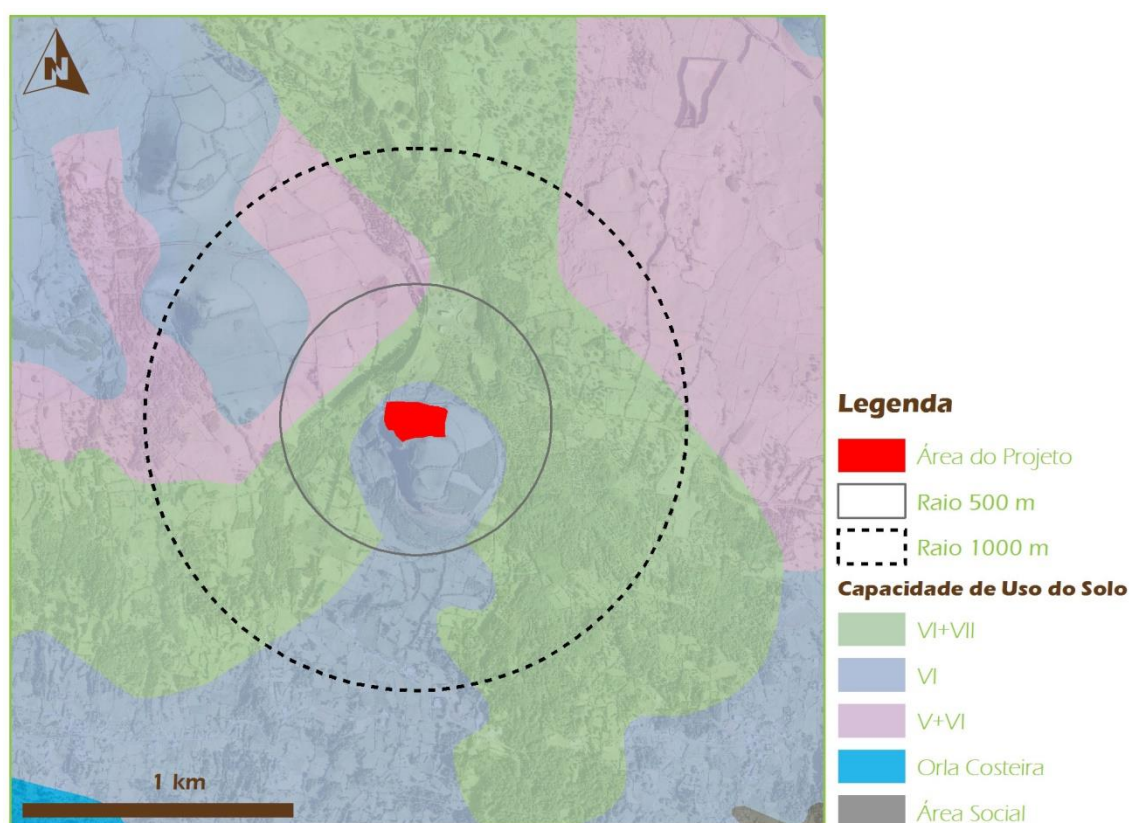 N
1 km
Legenda
Área do Projeto
Raio 500 m
Raio 1000 m
Capacidade de Uso do Solo
VI+VII
VI
V+VI
Orla Costeira
Área Social